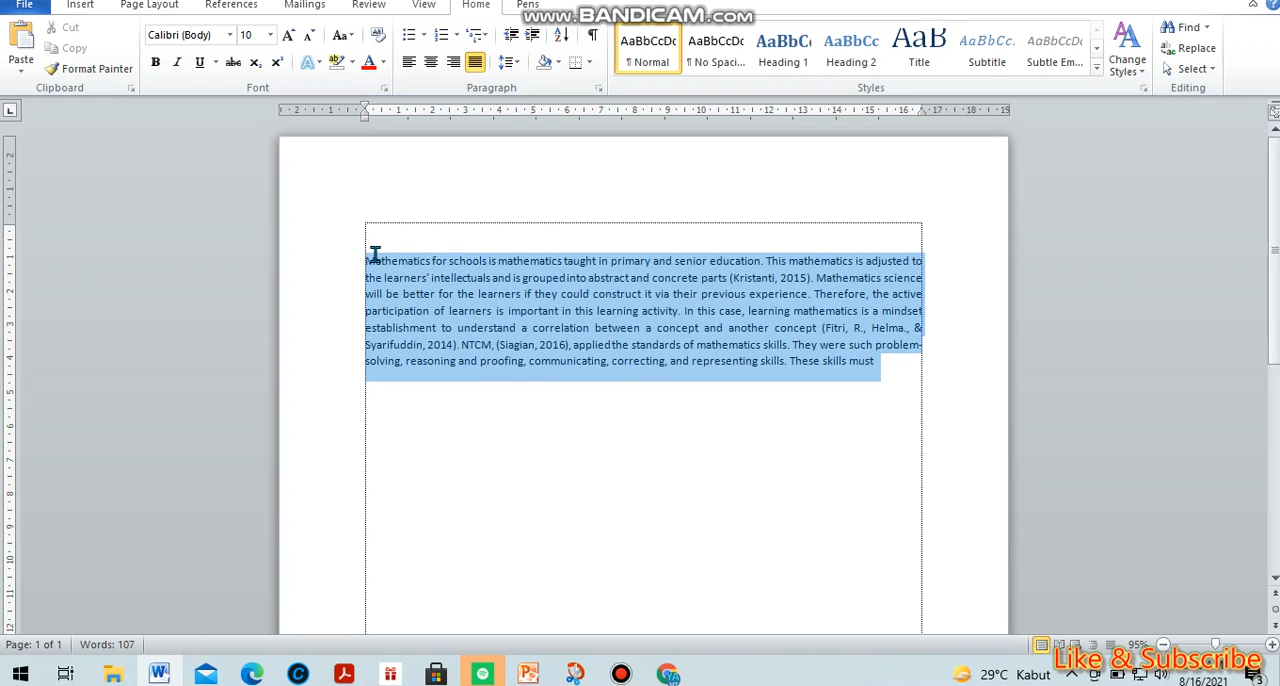 www.BANDICAM.com
File Insert Page Layout References Mailings Review View Home Pens
Cut
Copy
Paste
Format Painter
Calibri (Body) 10
AaBbCcDc AaBbCcDc AaBbC AaBbCc AaB AaBbCc. AaBbCcDc
¶ Normal ¶ No Spaci... Heading 1 Heading 2 Title Subtitle Subtle Em...
Change
Styles
Find
Replace
Select
Clipboard Font Paragraph Styles Editing
Mathematics for schools is mathematics taught in primary and senior education. This mathematics is adjusted to
the learners' intellectuals and is grouped into abstract and concrete parts (Kristanti, 2015). Mathematics science
will be better for the learners if they could construct it via their previous experience. Therefore, the active
participation of learners is important in this learning activity. In this case, learning mathematics is a mindset
establishment to understand a correlation between a concept and another concept (Fitri, R., Helma., &
Syarifuddin, 2014). NTCM, (Siagian, 2016), applied the standards of mathematics skills. They were such problem-
solving, reasoning and proofing, communicating, correcting, and representing skills. These skills must
Page: 1 of 1 Words: 107 95%
Like & Subscribe
29°C Kabut
8/16/2021